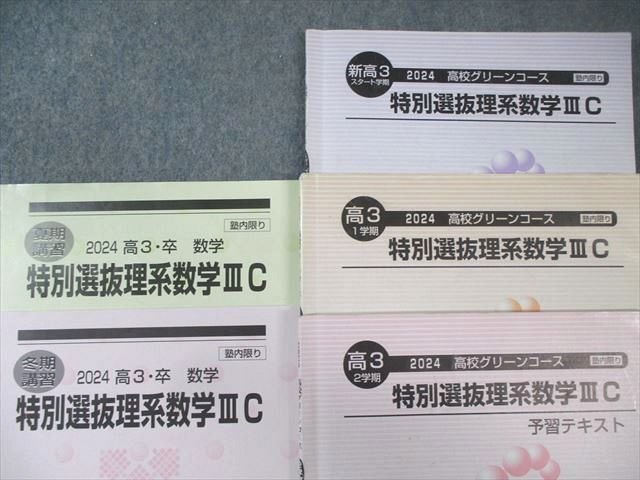 新高3
スタート学期
2024 高校グリーンコース 塾内限り
特別選抜理系数学ⅢC
高3
1学期
2024 高校グリーンコース 塾内限り
特別選抜理系数学ⅢC
高3
2学期
2024 高校グリーンコース 塾内限り
特別選抜理系数学ⅢC
予習テキスト
夏期
講習
塾内限り
2024 高3・卒 数学
特別選抜理系数学ⅢC
冬期
講習
塾内限り
2024 高3・卒 数学
特別選抜理系数学ⅢC